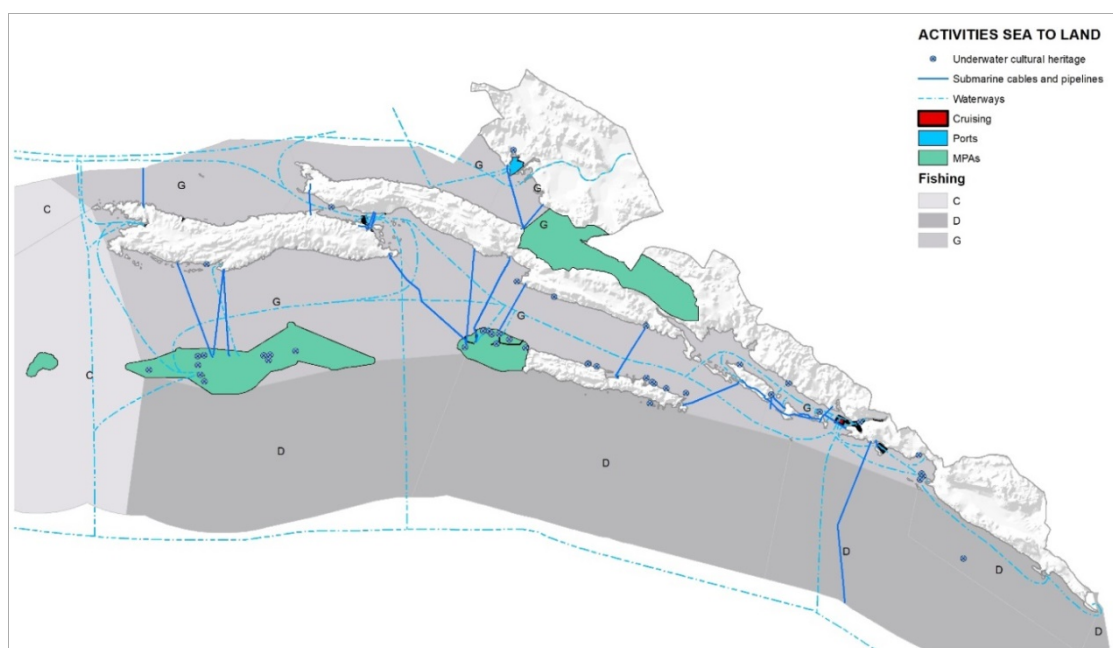 ACTIVITIES SEA TO LAND
Underwater cultural heritage
Submarine cables and pipelines
Waterways
Cruising
Ports
MPAs
Fishing
C
D
G
G
G
G
C
G
G
G
C
G
D
D
D
D
D